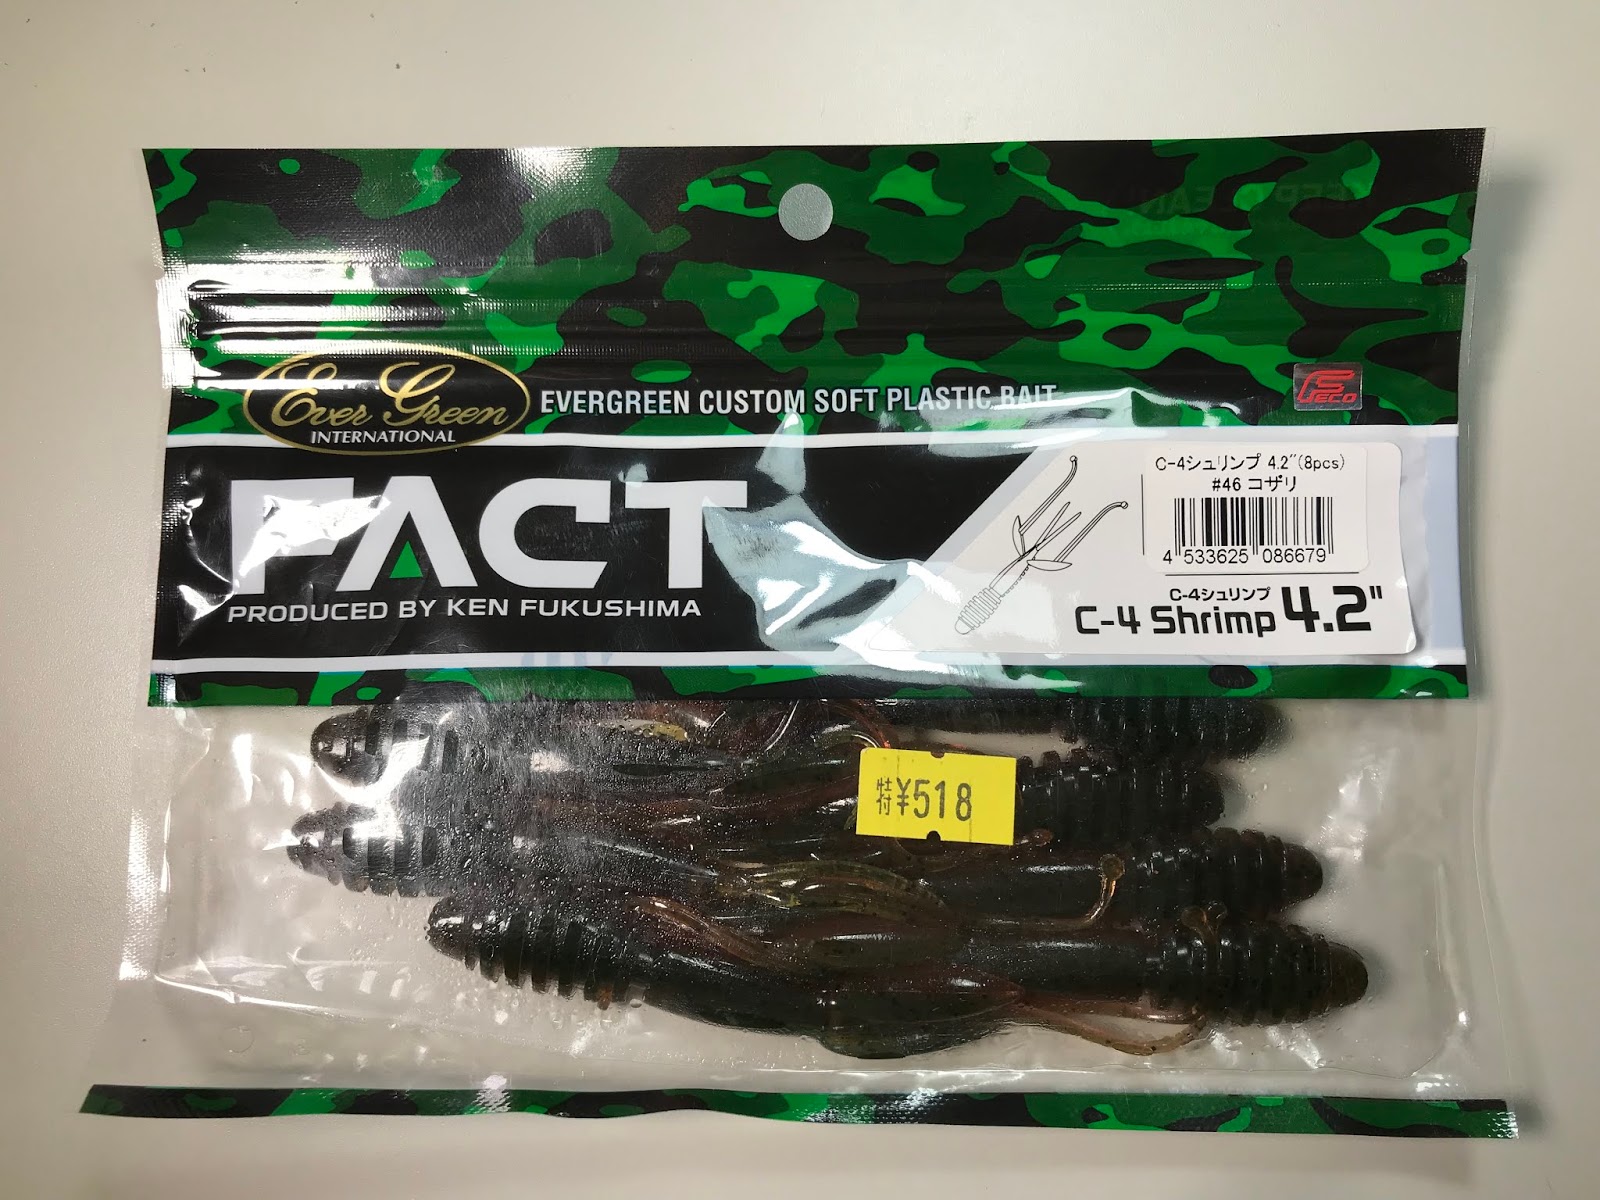 Ever Green
INTERNATIONAL
EVERGREEN CUSTOM SOFT PLASTIC BAIT
Feco
FACT
PRODUCED BY KEN FUKUSHIMA
C-4シュリンプ 4.2"(8pcs)
#46 コザリ
4 533625 086679
C-4シュリンプ
C-4 Shrimp 4.2"
¥518